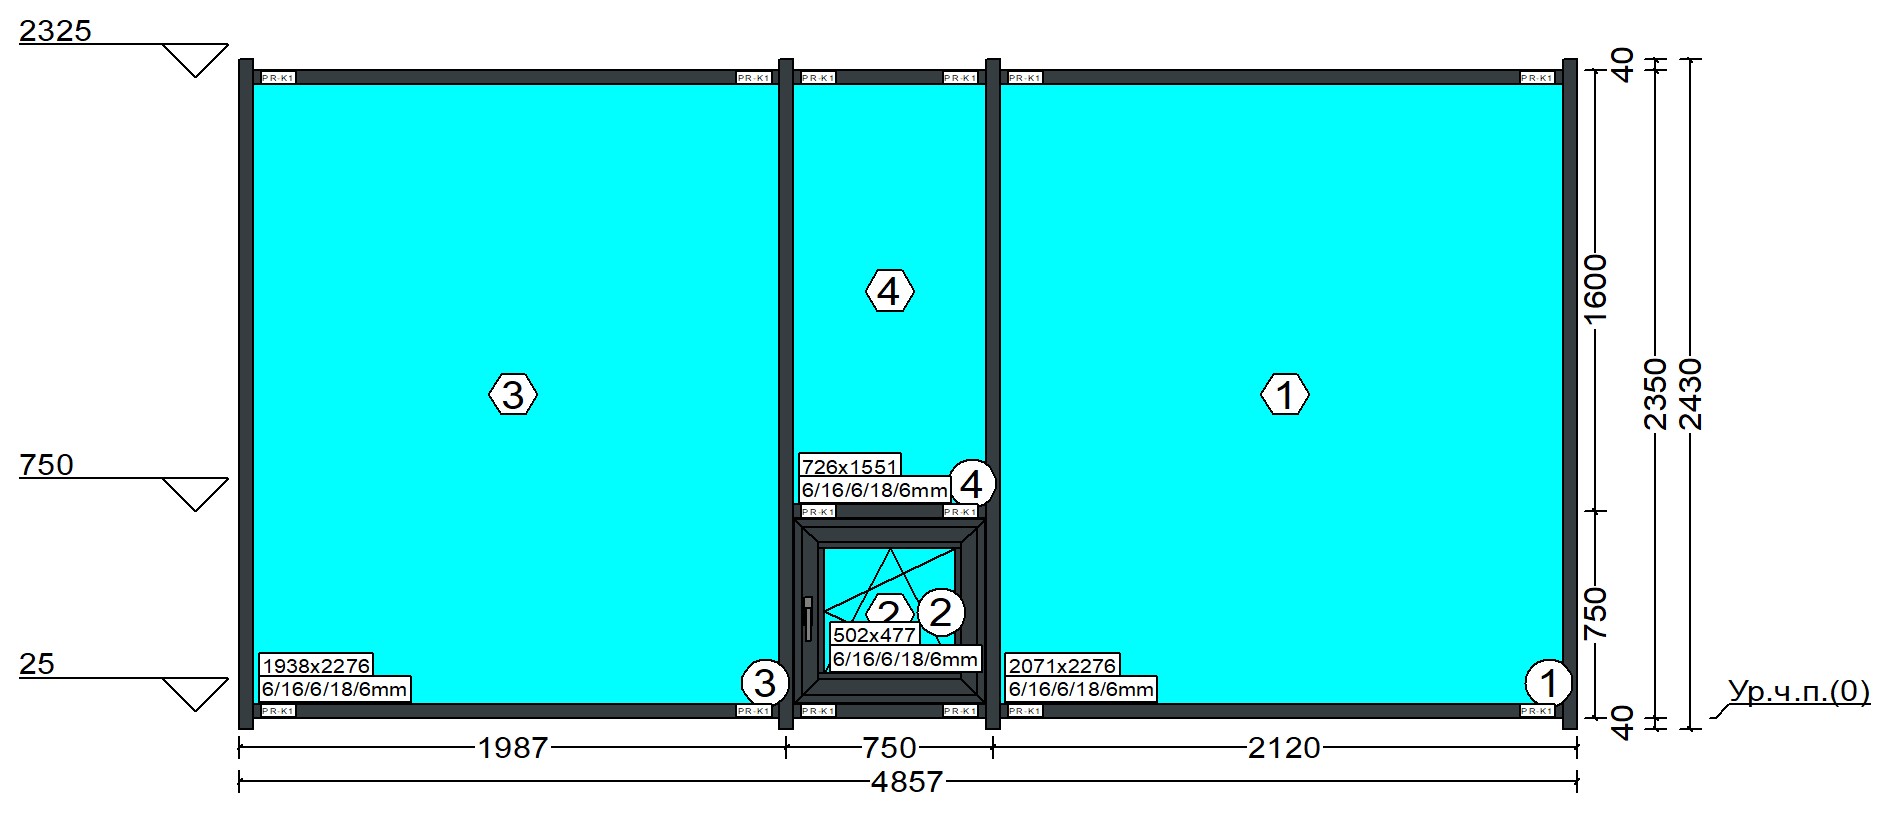 2325
40
PR-K1 PR-K1 PR-K1 PR-K1 PR-K1 PR-K1
1600
4
3
1
2350
2430
750
726x1551
6/16/6/18/6mm
4
PR-K1 PR-K1
750
2
2
502x477
6/16/6/18/6mm
25
1938x2276
6/16/6/18/6mm
3
2071x2276
6/16/6/18/6mm
1
Ур.ч.п.(0)
PR-K1 PR-K1 PR-K1 PR-K1 PR-K1 PR-K1
40
1987
750
2120
4857